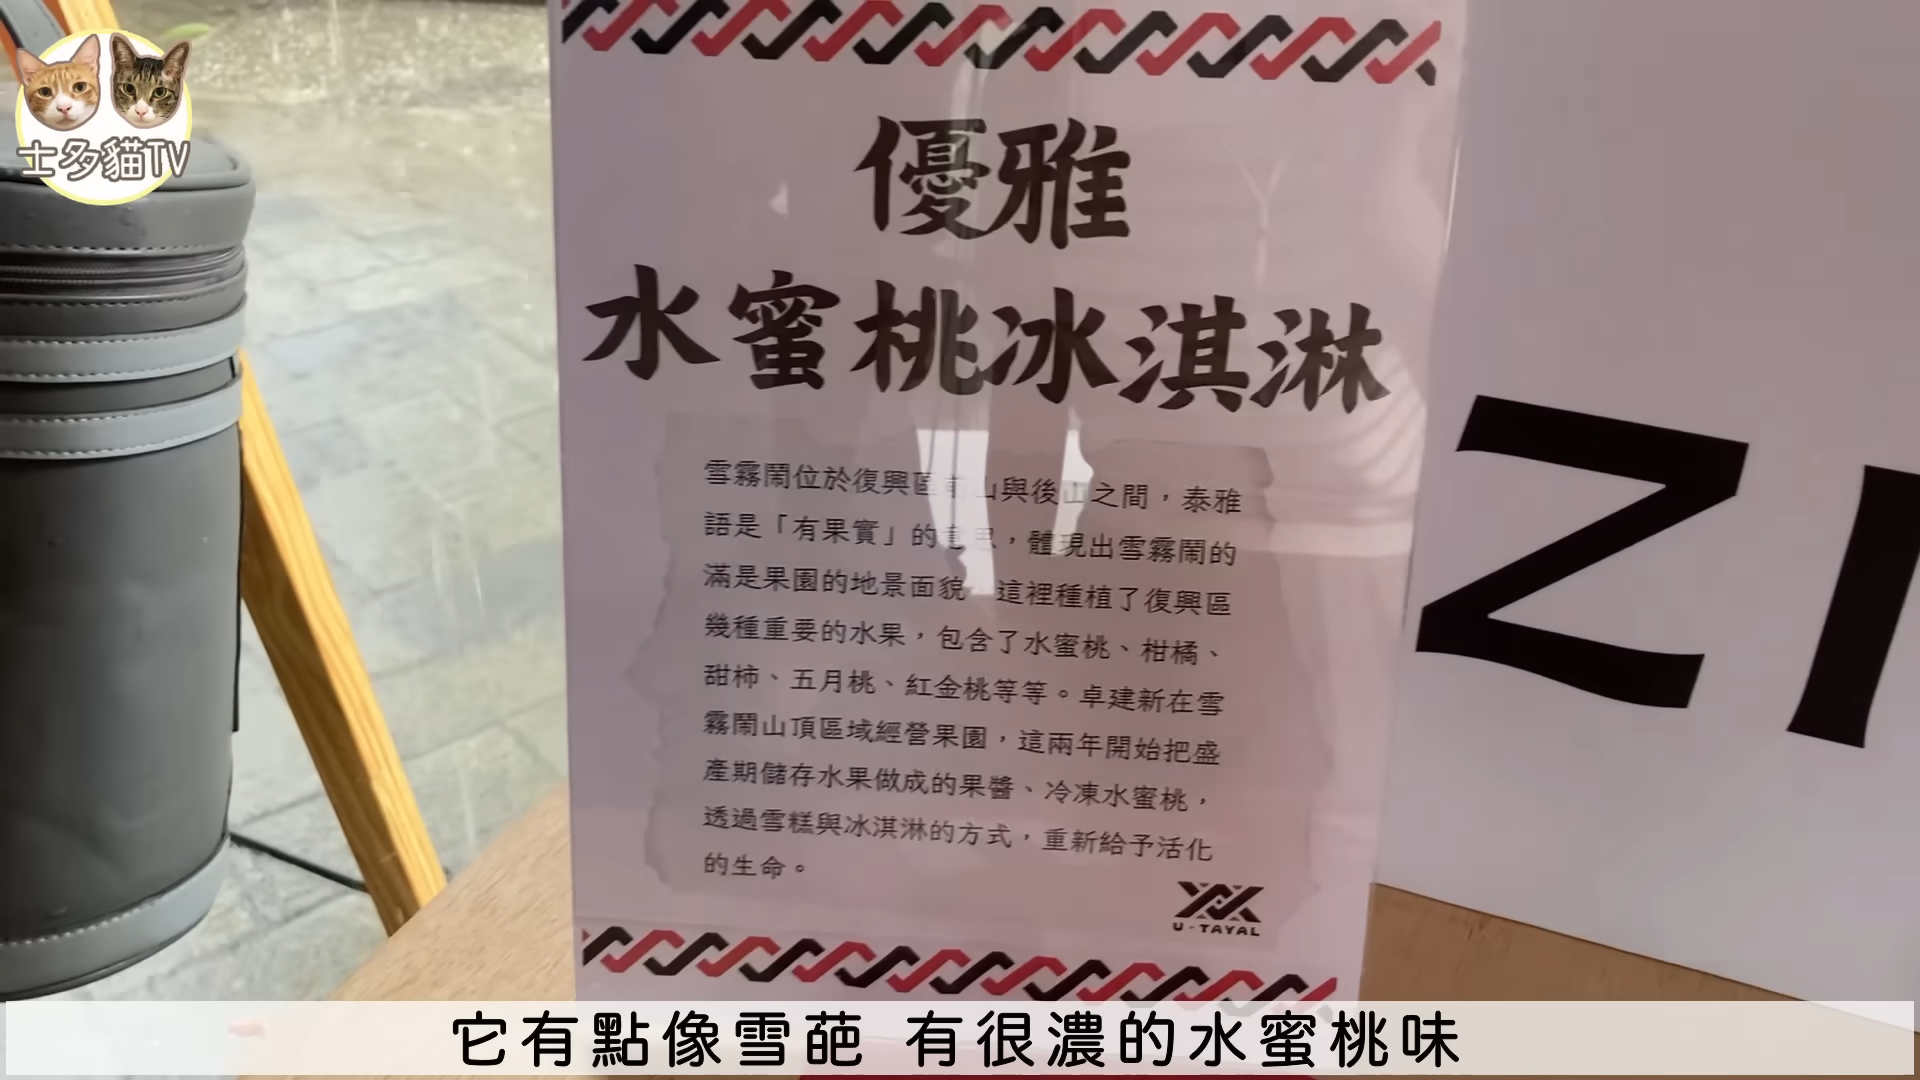 士多貓TV
優雅
水蜜桃冰淇淋
雪霧鬧位於復興區前山與後山之間，泰雅
語是「有果實」的意思，體現出雪霧鬧的
滿是果園的地景面貌 這裡種植了復興區
幾種重要的水果，包含了水蜜桃、柑橘、
甜柿、五月桃、紅金桃等等。卓建新在雪
霧鬧山頂區域經營果園，這兩年開始把盛
產期儲存水果做成的果醬、冷凍水蜜桃，
透過雪糕與冰淇淋的方式，重新給予活化
的生命。
U-TAYAL
ZI
它有點像雪葩 有很濃的水蜜桃味